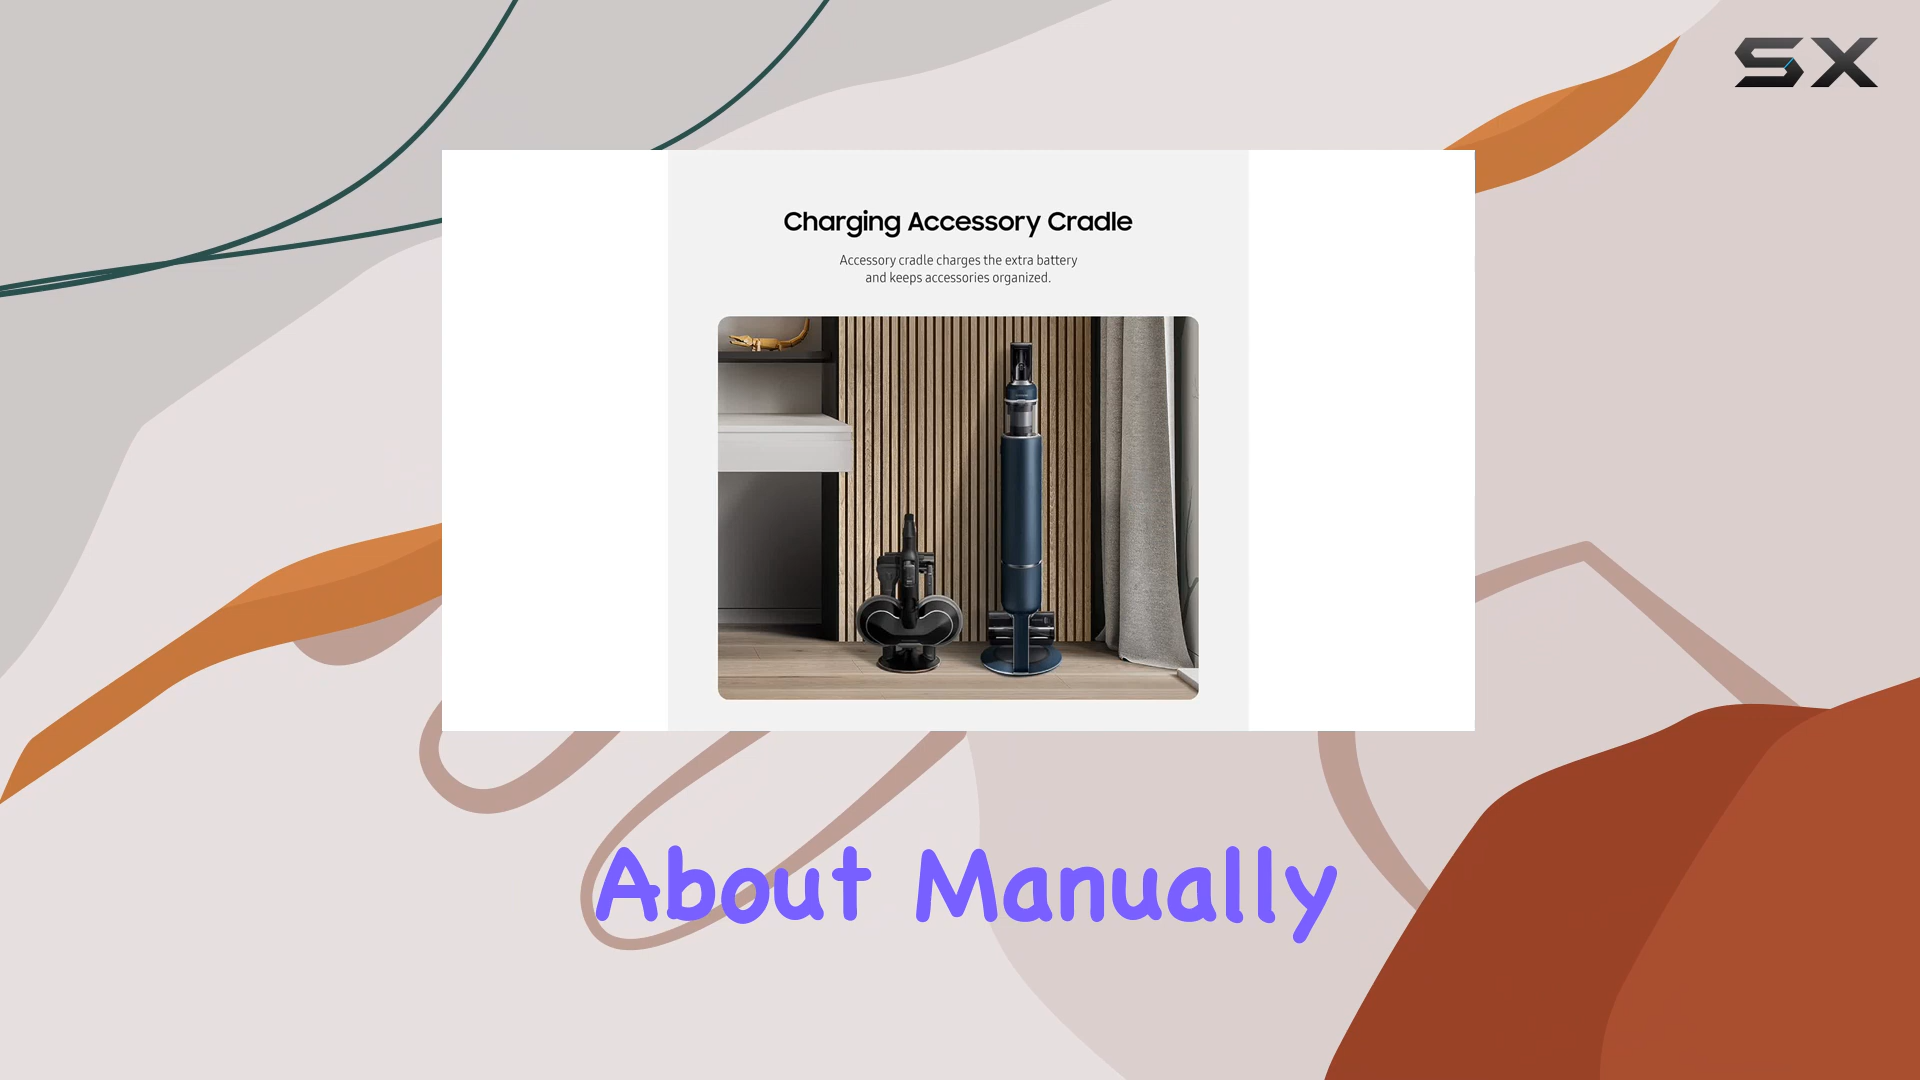 SX
Charging Accessory Cradle
Accessory cradle charges the extra battery
and keeps accessories organized.
About Manually